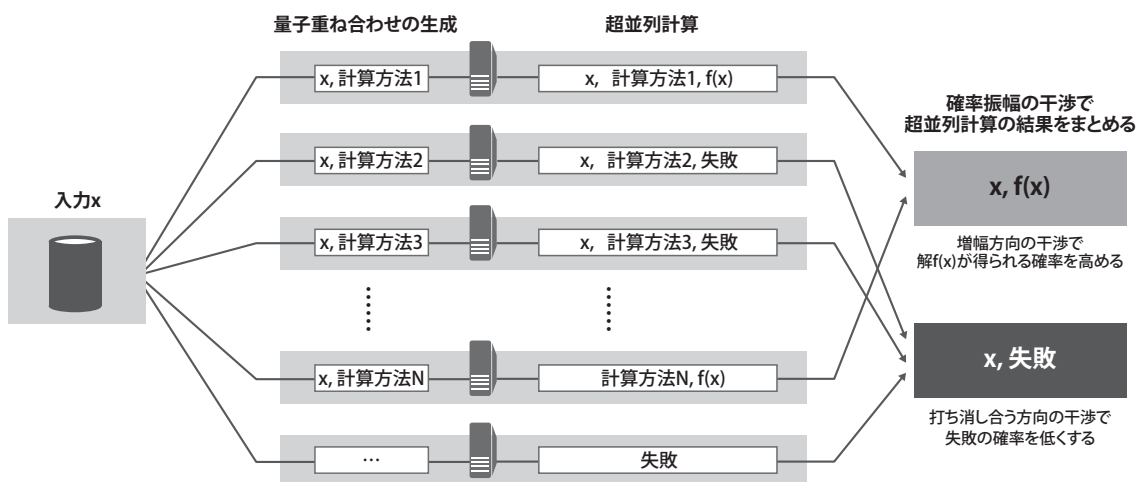 量子重ね合わせの生成
超並列計算
x, 計算方法1
x, 計算方法1, f(x)
x, 計算方法2
x, 計算方法2, 失敗
入力x
x, 計算方法3
x, 計算方法3, 失敗
x, 計算方法N
計算方法N, f(x)
…
失敗
確率振幅の干渉で
超並列計算の結果をまとめる
x, f(x)
増幅方向の干渉で
解f(x)が得られる確率を高める
x, 失敗
打ち消し合う方向の干渉で
失敗の確率を低くする